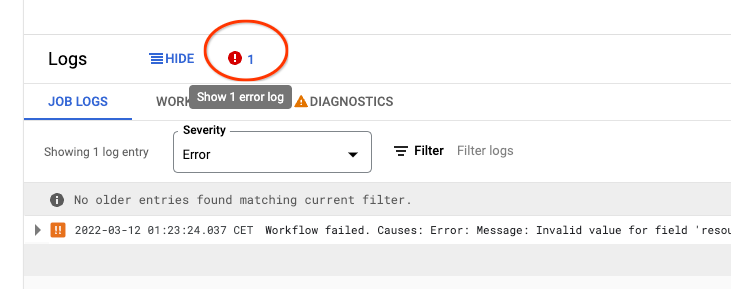 Logs HIDE 1
Show 1 error log
JOB LOGS WORK DIAGNOSTICS
Severity
Showing 1 log entry Error Filter Filter logs
No older entries found matching current filter.
!! 2022-03-12 01:23:24.037 CET Workflow failed. Causes: Error: Message: Invalid value for field 'resou